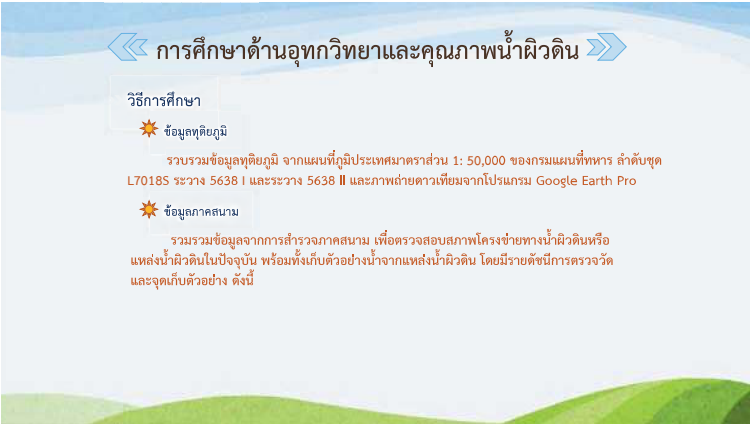 การศึกษาด้านอุทกวิทยาและคุณภาพน้ำผิวดิน
วิธีการศึกษา
ข้อมูลทุติยภูมิ
รวบรวมข้อมูลทุติยภูมิ จากแผนที่ภูมิประเทศมาตราส่วน 1: 50,000 ของกรมแผนที่ทหาร ลำดับชุด
L7018S ระวาง 5638 I และระวาง 5638 II และภาพถ่ายดาวเทียมจากโปรแกรม Google Earth Pro
ข้อมูลภาคสนาม
รวมรวมข้อมูลจากการสำรวจภาคสนาม เพื่อตรวจสอบสภาพโครงข่ายทางน้ำผิวดินหรือ
แหล่งน้ำผิวดินในปัจจุบัน พร้อมทั้งเก็บตัวอย่างน้ำจากแหล่งน้ำผิวดิน โดยมีรายดัชนีการตรวจวัด
และจุดเก็บตัวอย่าง ดังนี้